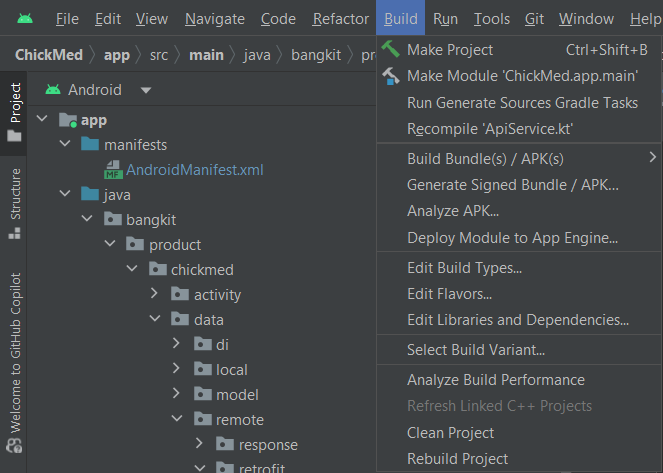 File Edit View Navigate Code Refactor Build Run Tools Git Window Help
ChickMed app src main java bangkit
Android
app
manifests
MF AndroidManifest.xml
java
bangkit
product
chickmed
activity
data
di
local
model
remote
response
retrofit
Project
Structure
Welcome to GitHub Copilot
Make Project Ctrl+Shift+B
Make Module 'ChickMed.app.main'
Run Generate Sources Gradle Tasks
Recompile 'ApiService.kt'
Build Bundle(s) / APK(s)
Generate Signed Bundle / APK...
Analyze APK...
Deploy Module to App Engine...
Edit Build Types...
Edit Flavors...
Edit Libraries and Dependencies...
Select Build Variant...
Analyze Build Performance
Refresh Linked C++ Projects
Clean Project
Rebuild Project